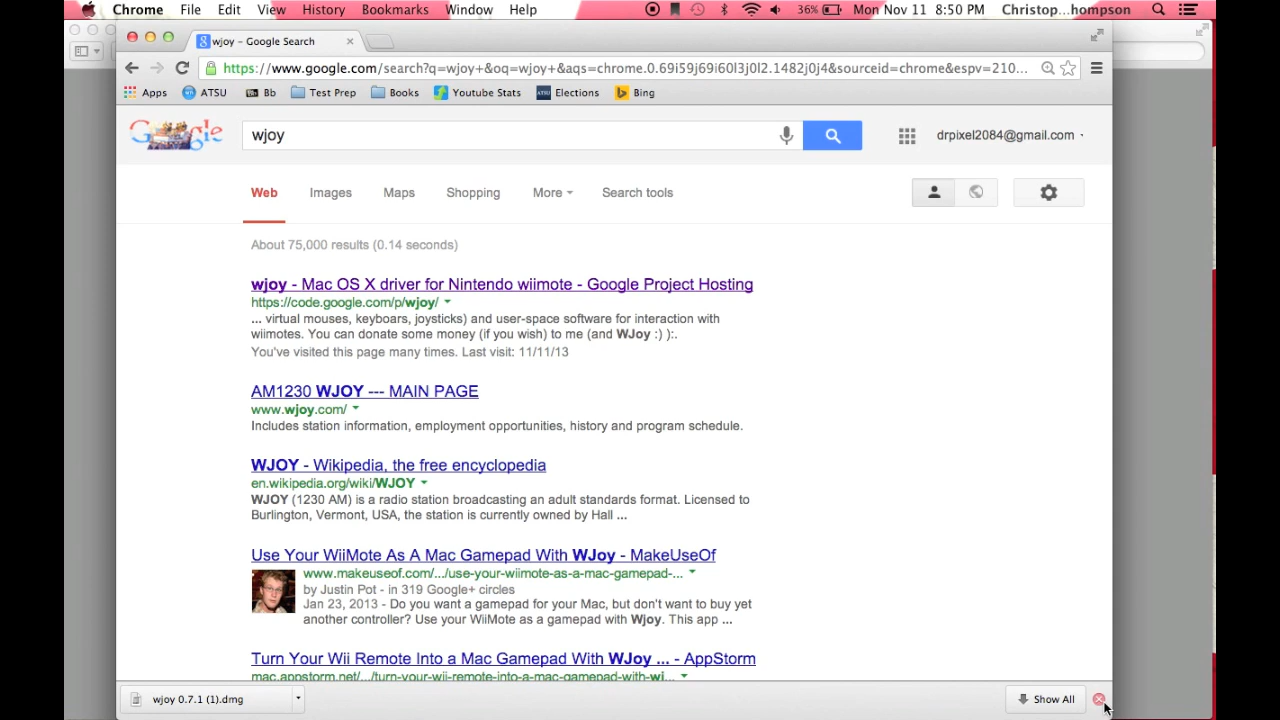 Chrome File Edit View History Bookmarks Window Help 36% Mon Nov 11 8:50 PM Christop...hompson
wjoy - Google Search
https://www.google.com/search?q=wjoy+&oq=wjoy+&aqs=chrome.0.69i59j69i60l3j0l2.1482j0j4&sourceid=chrome&espv=210...
Apps ATSU Bb Test Prep Books Youtube Stats ATSU Elections Bing
Google wjoy drpixel2084@gmail.com
Web Images Maps Shopping More Search tools
About 75,000 results (0.14 seconds)
wjoy - Mac OS X driver for Nintendo wiimote - Google Project Hosting
https://code.google.com/p/wjoy/
... virtual mouses, keyboars, joysticks) and user-space software for interaction with
wiimotes. You can donate some money (if you wish) to me (and WJoy :) ):.
You've visited this page many times. Last visit: 11/11/13
AM1230 WJOY --- MAIN PAGE
www.wjoy.com/
Includes station information, employment opportunities, history and program schedule.
WJOY - Wikipedia, the free encyclopedia
en.wikipedia.org/wiki/WJOY
WJOY (1230 AM) is a radio station broadcasting an adult standards format. Licensed to
Burlington, Vermont, USA, the station is currently owned by Hall ...
Use Your WiiMote As A Mac Gamepad With WJoy - MakeUseOf
www.makeuseof.com/.../use-your-wiimote-as-a-mac-gamepad-...
by Justin Pot - in 319 Google+ circles
Jan 23, 2013 - Do you want a gamepad for your Mac, but don't want to buy yet
another controller? Use your WiiMote as a gamepad with Wjoy. This app ...
Turn Your Wii Remote Into a Mac Gamepad With WJoy ... - AppStorm
mac.appstorm.net/.../turn-your-wii-remote-into-a-mac-gamepad-with-wi...
wjoy 0.7.1 (1).dmg Show All